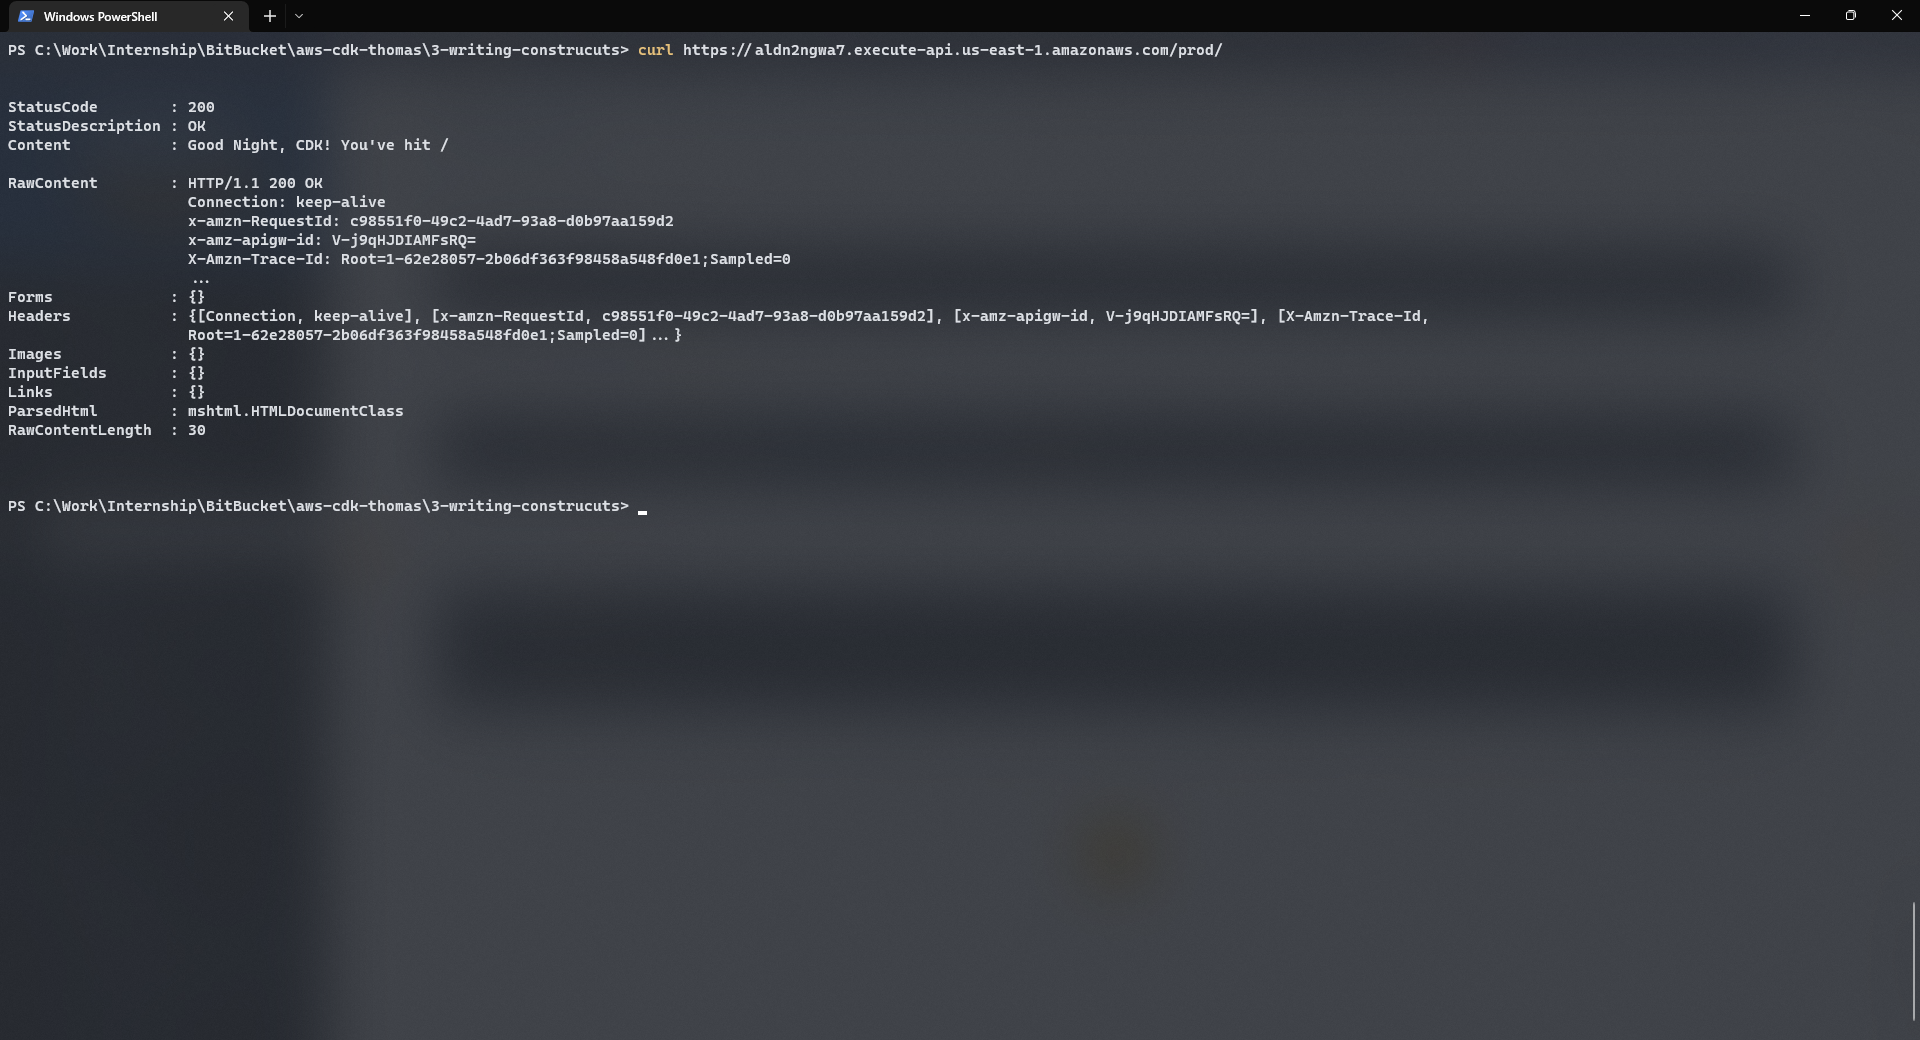 Windows PowerShell
PS C:\Work\Internship\BitBucket\aws-cdk-thomas\3-writing-construcuts> curl https://aldn2ngwa7.execute-api.us-east-1.amazonaws.com/prod/
StatusCode        : 200
StatusDescription : OK
Content           : Good Night, CDK! You've hit /
RawContent        : HTTP/1.1 200 OK
                    Connection: keep-alive
                    x-amzn-RequestId: c98551f0-49c2-4ad7-93a8-d0b97aa159d2
                    x-amz-apigw-id: V-j9qHJDIAMFsRQ=
                    X-Amzn-Trace-Id: Root=1-62e28057-2b06df363f98458a548fd0e1;Sampled=0
                    ...
Forms             : {}
Headers           : {[Connection, keep-alive], [x-amzn-RequestId, c98551f0-49c2-4ad7-93a8-d0b97aa159d2], [x-amz-apigw-id, V-j9qHJDIAMFsRQ=], [X-Amzn-Trace-Id,
                    Root=1-62e28057-2b06df363f98458a548fd0e1;Sampled=0]...}
Images            : {}
InputFields       : {}
Links             : {}
ParsedHtml        : mshtml.HTMLDocumentClass
RawContentLength  : 30
PS C:\Work\Internship\BitBucket\aws-cdk-thomas\3-writing-construcuts>